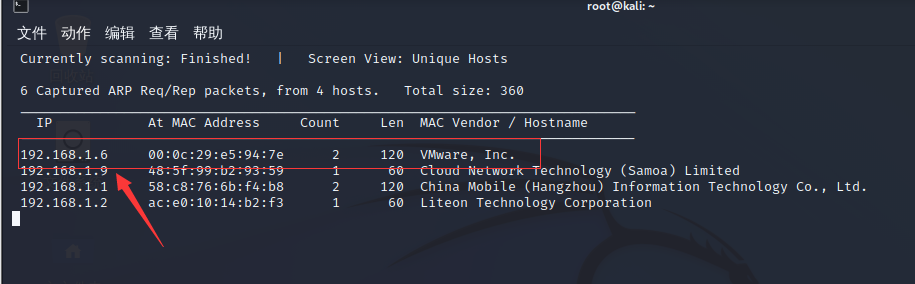 root@kali: ~
文件 动作 编辑 查看 帮助
Currently scanning: Finished! | Screen View: Unique Hosts
6 Captured ARP Req/Rep packets, from 4 hosts. Total size: 360
IP At MAC Address Count Len MAC Vendor / Hostname
192.168.1.6 00:0c:29:e5:94:7e 2 120 VMware, Inc.
192.168.1.9 48:5f:99:b2:93:59 1 60 Cloud Network Technology (Samoa) Limited
192.168.1.1 58:c8:76:6b:f4:b8 2 120 China Mobile (Hangzhou) Information Technology Co., Ltd.
192.168.1.2 ac:e0:10:14:b2:f3 1 60 Liteon Technology Corporation